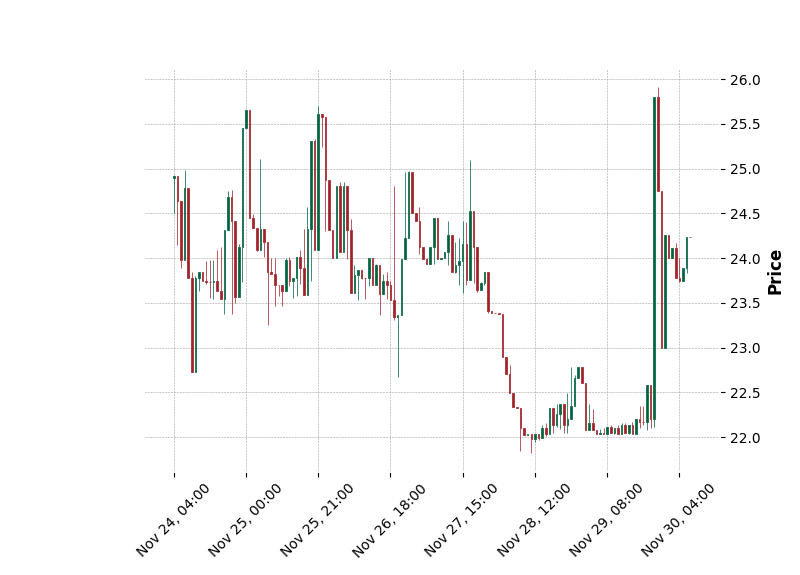 26.0
25.5
25.0
24.5
24.0
23.5
23.0
22.5
22.0
Price
Nov 24, 04:00
Nov 25, 00:00
Nov 25, 21:00
Nov 26, 18:00
Nov 27, 15:00
Nov 28, 12:00
Nov 29, 08:00
Nov 30, 04:00